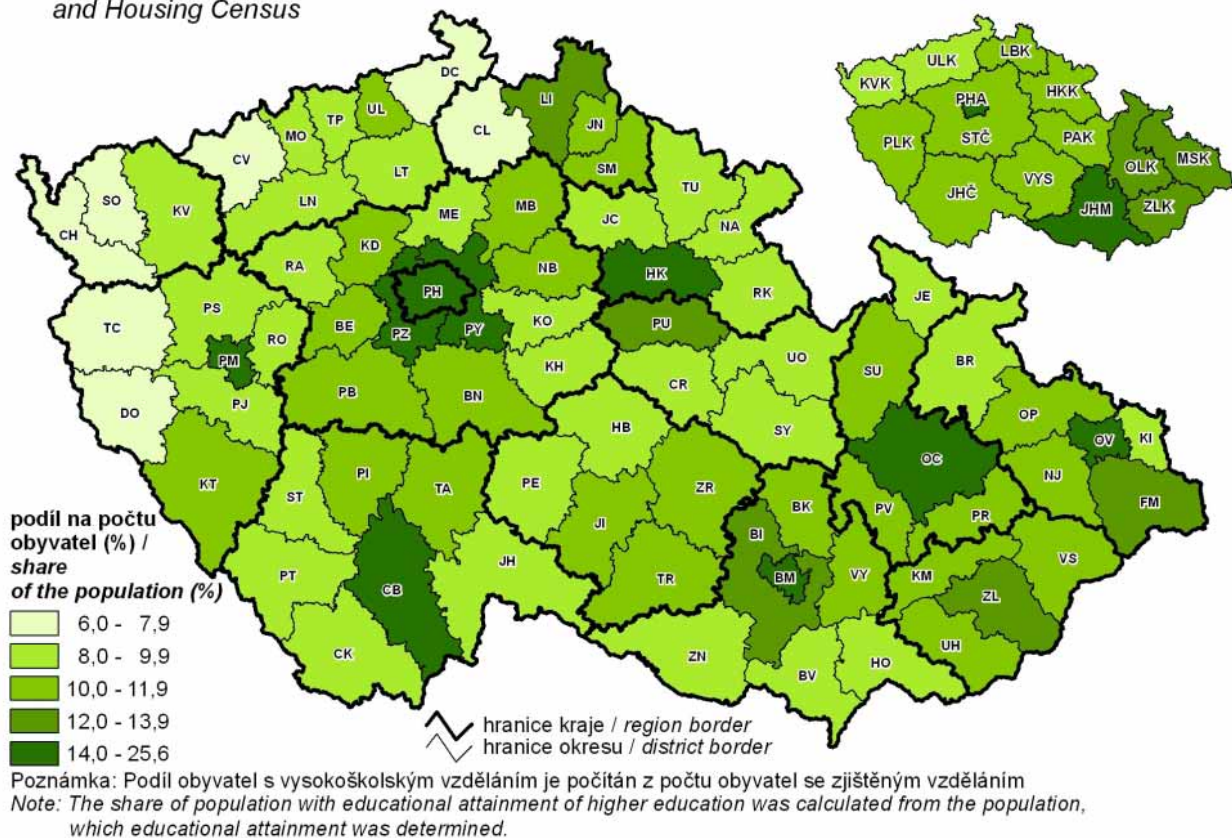 and Housing Census
DC
UL
TP
MO
CV
LN
LT
CL
LI
JN
SM
SO
CH
KV
ME
MB
TU
JC
NA
RA
KD
NB
HK
RK
PH
PZ
PY
KO
PU
TC
PS
RO
BE
PM
KH
CR
UO
DO
PJ
PB
BN
SY
KT
ST
PI
TA
HB
PE
ZR
JI
PT
CB
JH
TR
CK
BK
BI
BM
VY
ZN
BV
HO
JE
BR
SU
OP
OV
KI
OC
NJ
FM
PV
PR
KM
VS
ZL
UH
KVK
ULK
LBK
HKK
PHA
STČ
PLK
PAK
JHČ
VYS
OLK
MSK
JHM
ZLK
podíl na počtu
obyvatel (%) /
share
of the population (%)
6,0 - 7,9
8,0 - 9,9
10,0 - 11,9
12,0 - 13,9
14,0 - 25,6
hranice kraje / region border
hranice okresu / district border
Poznámka: Podíl obyvatel s vysokoškolským vzděláním je počítán z počtu obyvatel se zjištěným vzděláním
Note: The share of population with educational attainment of higher education was calculated from the population,
which educational attainment was determined.